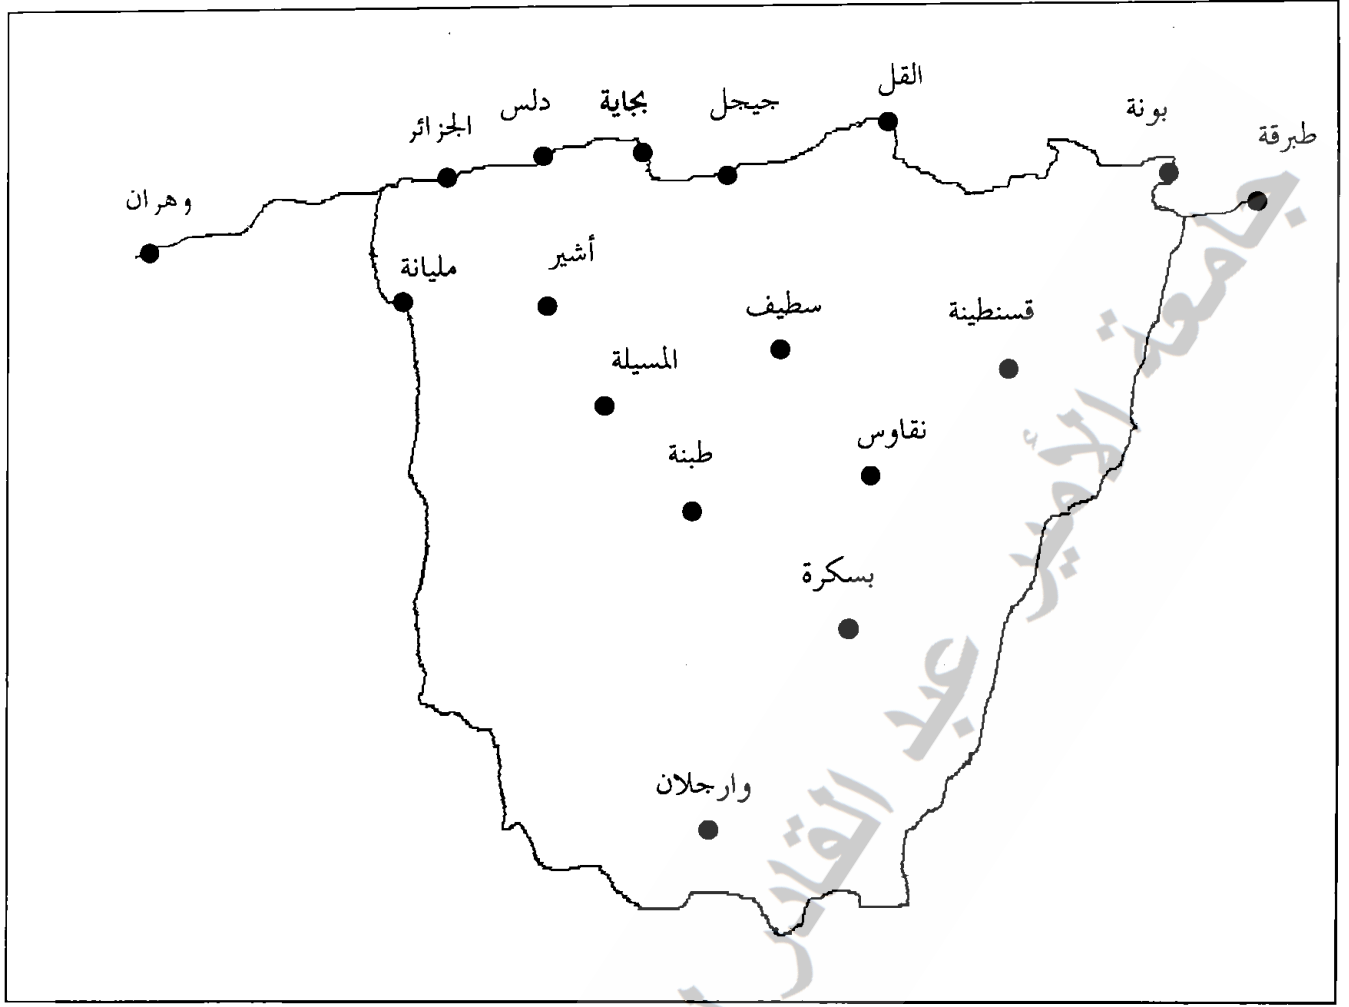 القل
جيجل
بجاية
دلس
الجزائر
بونة
طبرقة
وهران
مليانة
أشير
سطيف
قسنطينة
المسيلة
نقاوس
طبنة
بسكرة
وارجلان
جامعة الأمير عبد القادر